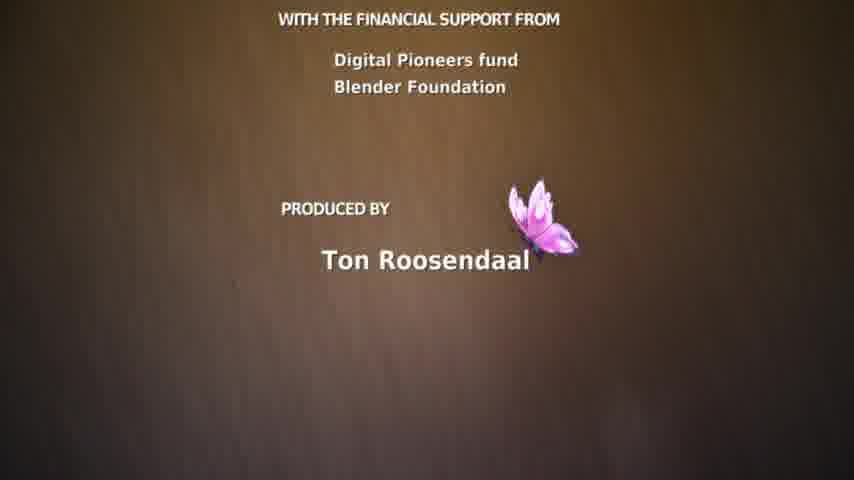 WITH THE FINANCIAL SUPPORT FROM
Digital Pioneers fund
Blender Foundation
PRODUCED BY
Ton Roosendaal